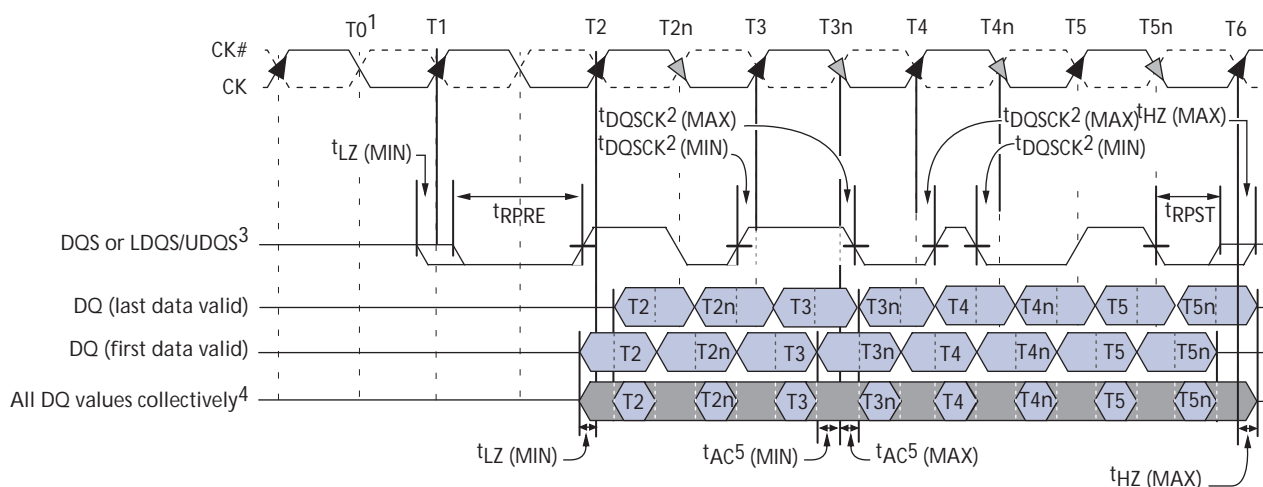 T0¹ T1 T2 T2n T3 T3n T4 T4n T5 T5n T6
CK#
CK
tDQSCK² (MAX) tDQSCK² (MAX) tHZ (MAX)
tLZ (MIN) tDQSCK² (MIN) tDQSCK² (MIN)
tRPRE tRPST
DQS or LDQS/UDQS³
DQ (last data valid) T2 T2n T3 T3n T4 T4n T5 T5n
DQ (first data valid) T2 T2n T3 T3n T4 T4n T5 T5n
All DQ values collectively⁴ T2 T2n T3 T3n T4 T4n T5 T5n
tLZ (MIN) tAC⁵ (MIN) tAC⁵ (MAX)
tHZ (MAX)